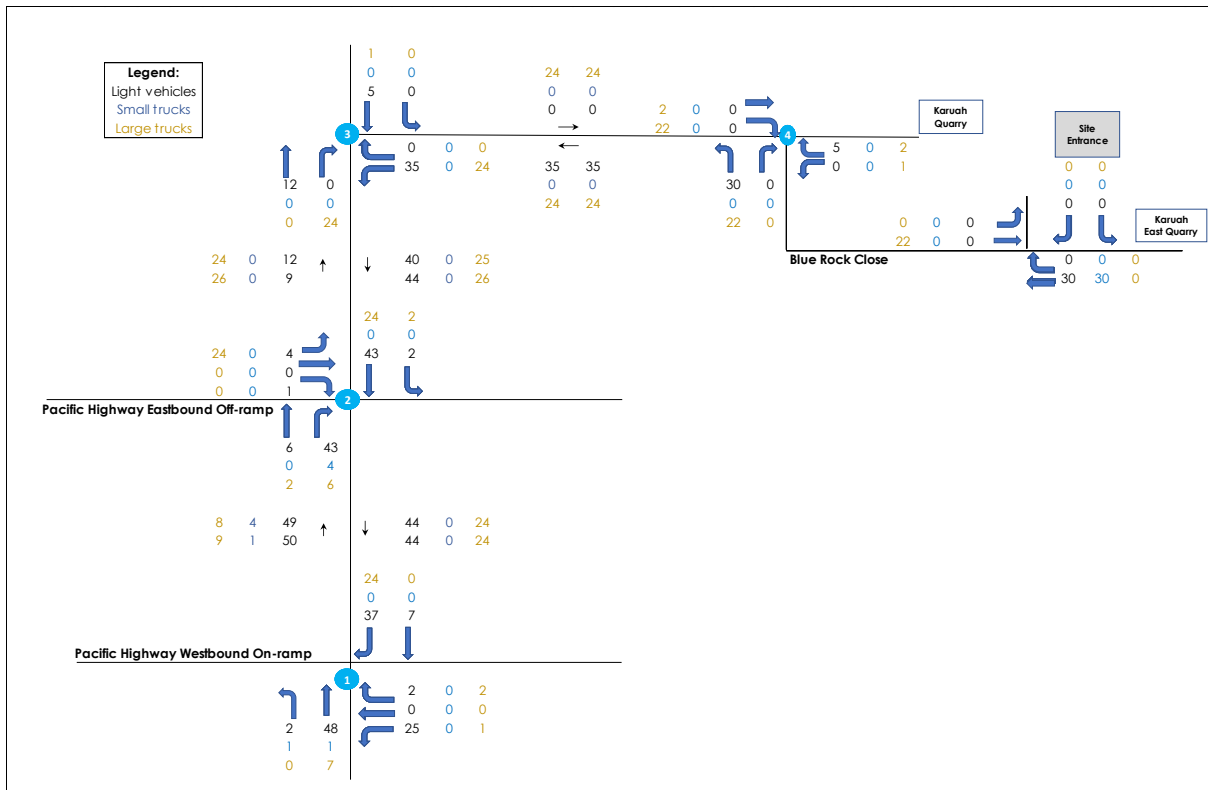 Legend:
Light vehicles
Small trucks
Large trucks
1 0
0 0
5 0
24 24
0 0
0 0
2 0 0
22 0 0
Karuah
Quarry
Site
Entrance
3
4
0 0 0
35 0 24
5 0 2
0 0 1
12 0
0 0
0 24
35 35
0 0
24 24
30 0
0 0
22 0
0 0
0 0
0 0
0 0 0
22 0 0
Karuah
East Quarry
Blue Rock Close
0 0 0
30 30 0
24 0 12
26 0 9
40 0 25
44 0 26
24 2
0 0
43 2
24 0 4
0 0 0
0 0 1
2
Pacific Highway Eastbound Off-ramp
6 43
0 4
2 6
8 4 49
9 1 50
44 0 24
44 0 24
24 0
0 0
37 7
Pacific Highway Westbound On-ramp
1
2 0 2
0 0 0
25 0 1
2 48
1 1
0 7